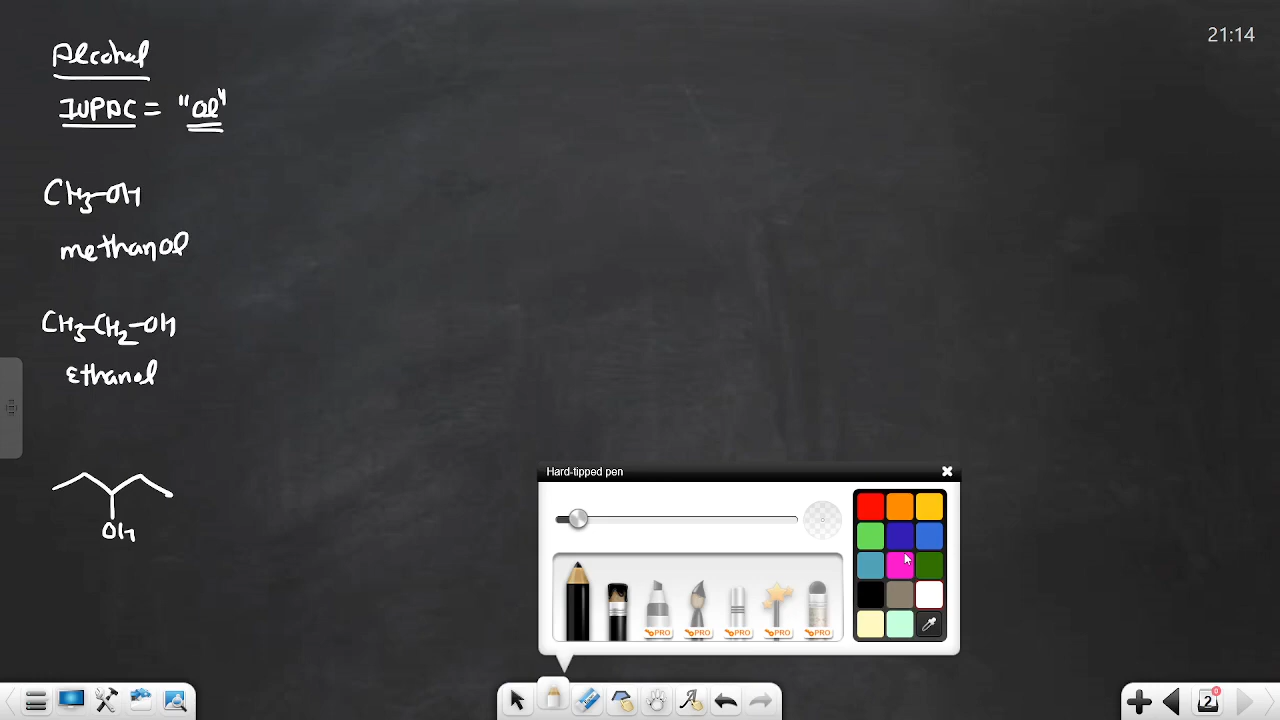 21:14
Alcohol
IUPAC = "ol"
CH3-OH
methanol
CH3-CH2-OH
Ethanol
OH
Hard-tipped pen
PRO PRO PRO PRO PRO
2
0